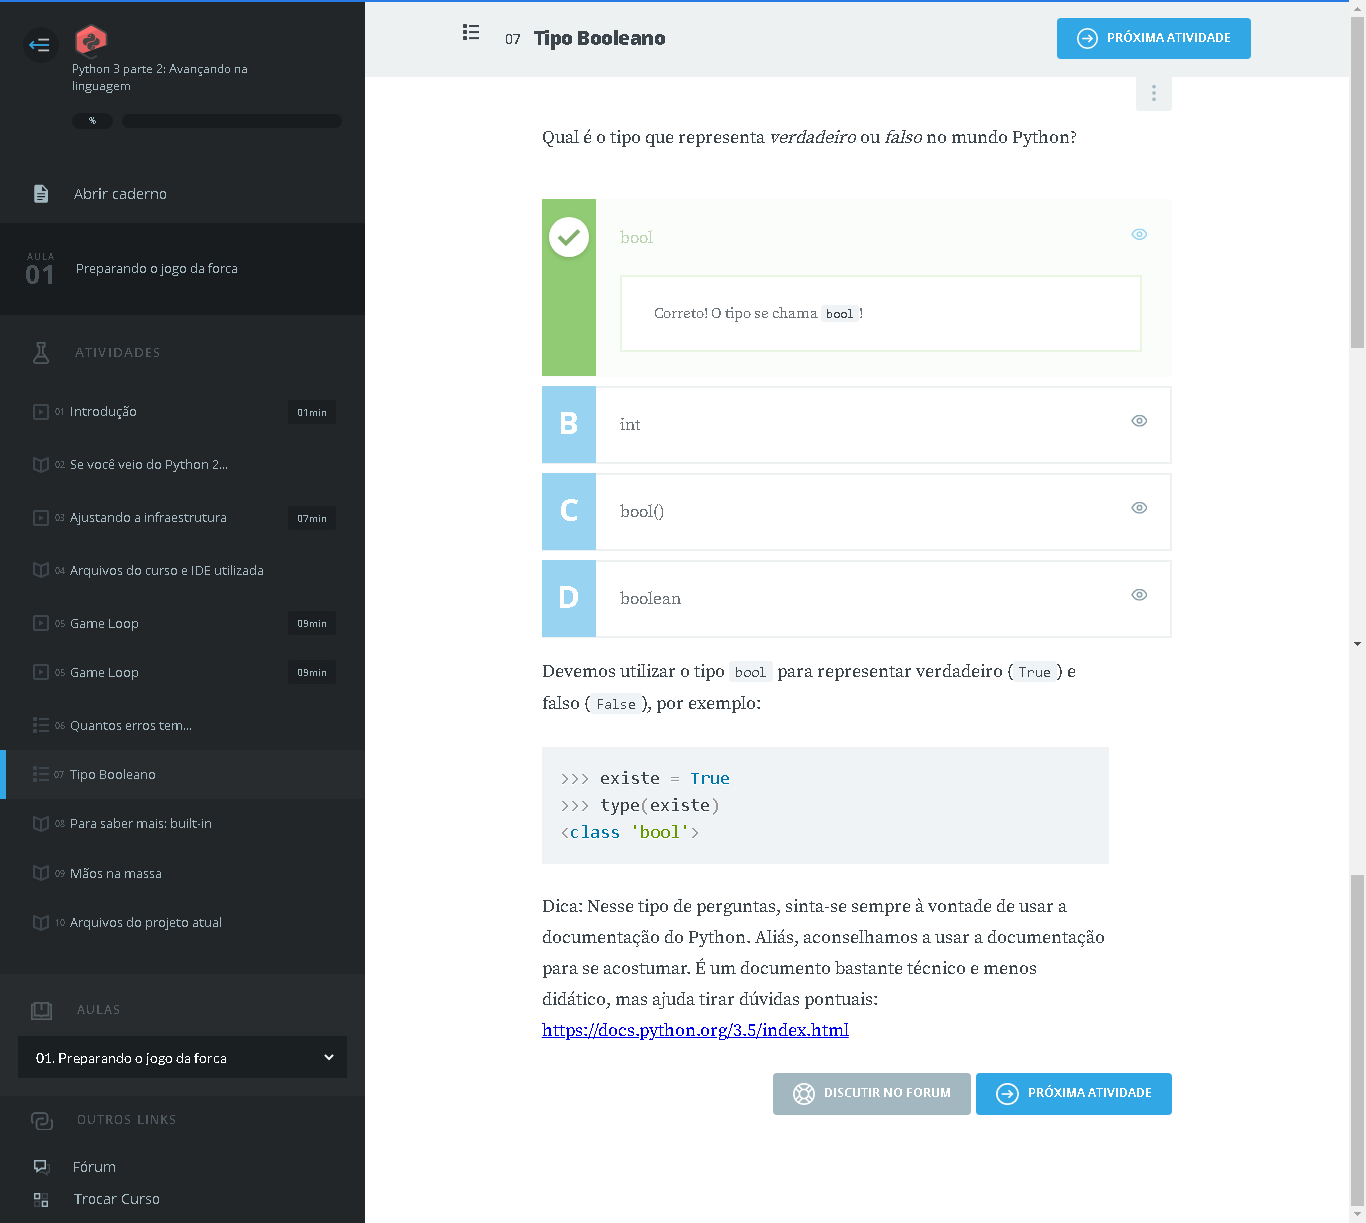 Python 3 parte 2: Avançando na
linguagem
%
Abrir caderno
AULA
01
Preparando o jogo da forca
ATIVIDADES
01 Introdução 01min
02 Se você veio do Python 2...
03 Ajustando a infraestrutura 07min
04 Arquivos do curso e IDE utilizada
05 Game Loop 09min
05 Game Loop 09min
06 Quantos erros tem...
07 Tipo Booleano
08 Para saber mais: built-in
09 Mãos na massa
10 Arquivos do projeto atual
AULAS
01. Preparando o jogo da forca
OUTROS LINKS
Fórum
Trocar Curso
07 Tipo Booleano
PRÓXIMA ATIVIDADE
Qual é o tipo que representa verdadeiro ou falso no mundo Python?
bool
Correto! O tipo se chama bool!
B int
C bool()
D boolean
Devemos utilizar o tipo bool para representar verdadeiro (True) e
falso (False), por exemplo:
>>> existe = True
>>> type(existe)
<class 'bool'>
Dica: Nesse tipo de perguntas, sinta-se sempre à vontade de usar a
documentação do Python. Aliás, aconselhamos a usar a documentação
para se acostumar. É um documento bastante técnico e menos
didático, mas ajuda tirar dúvidas pontuais:
https://docs.python.org/3.5/index.html
DISCUTIR NO FORUM
PRÓXIMA ATIVIDADE